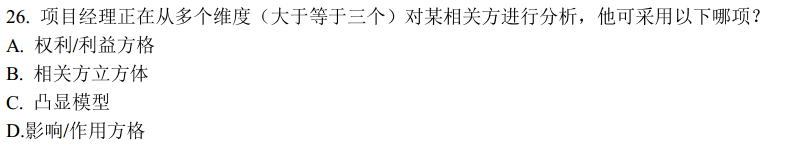 26. 项目经理正在从多个维度（大于等于三个）对某相关方进行分析，他可采用以下哪项？
A. 权利/利益方格
B. 相关方立方体
C. 凸显模型
D.影响/作用方格